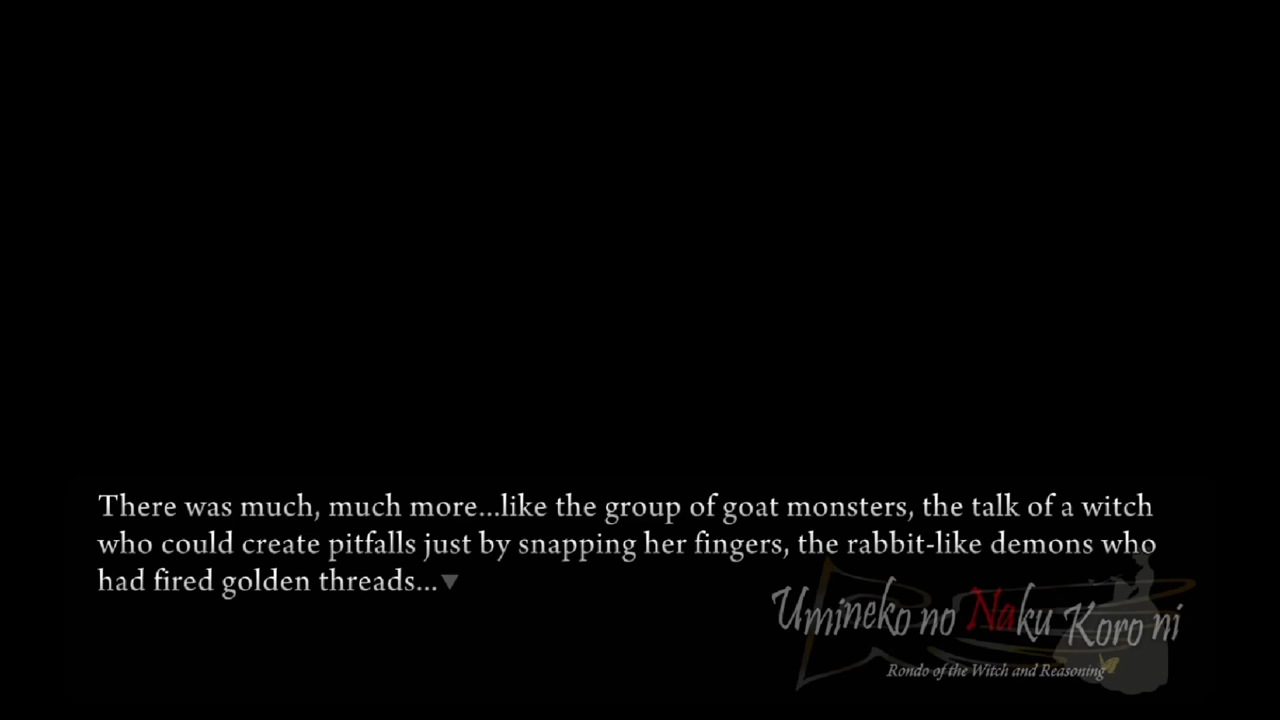 There was much, much more...like the group of goat monsters, the talk of a witch
who could create pitfalls just by snapping her fingers, the rabbit-like demons who
had fired golden threads...
Umineko no Naku Koro ni
Rondo of the Witch and Reasoning